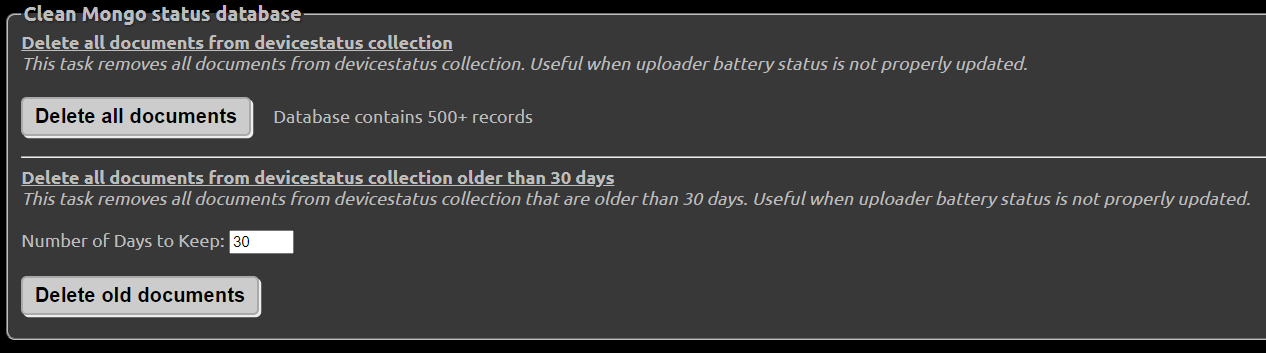 Clean Mongo status database
Delete all documents from devicestatus collection
This task removes all documents from devicestatus collection. Useful when uploader battery status is not properly updated.
Delete all documents Database contains 500+ records
Delete all documents from devicestatus collection older than 30 days
This task removes all documents from devicestatus collection that are older than 30 days. Useful when uploader battery status is not properly updated.
Number of Days to Keep: 30
Delete old documents